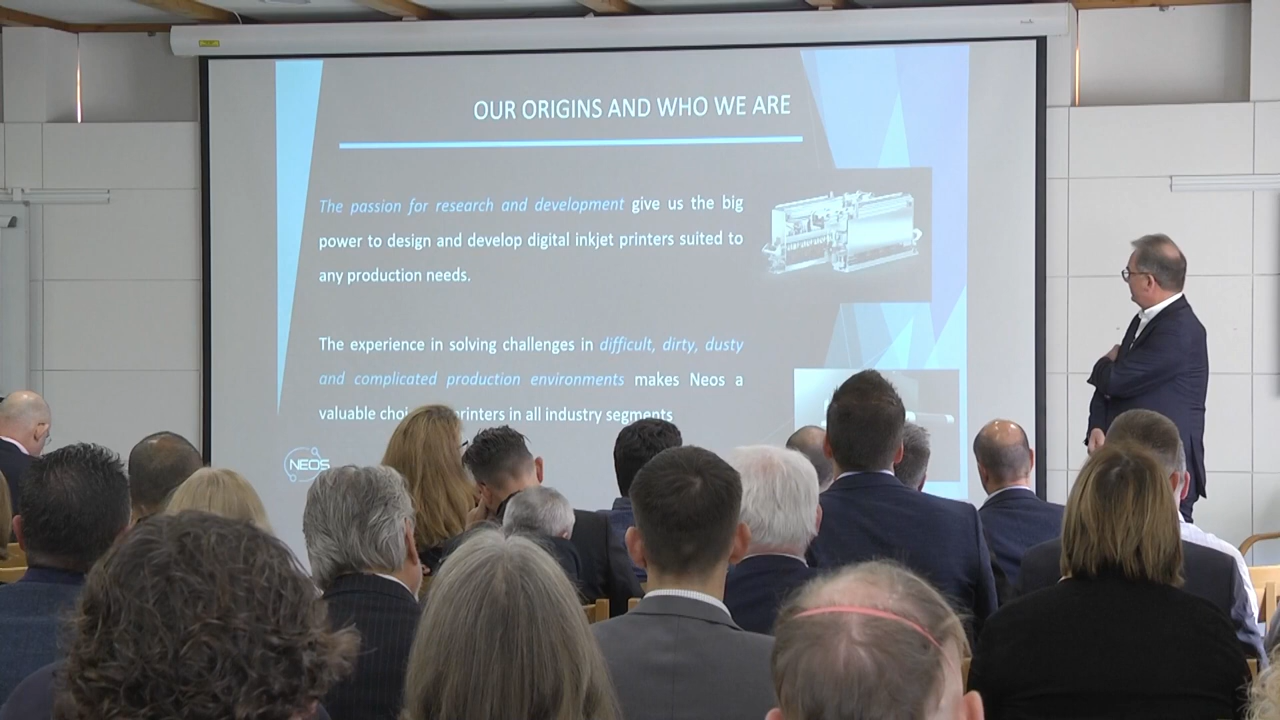 OUR ORIGINS AND WHO WE ARE
The passion for research and development give us the big
power to design and develop digital inkjet printers suited to
any production needs.
The experience in solving challenges in difficult, dirty, dusty
and complicated production environments makes Neos a
valuable printers in all industry segments
NEOS